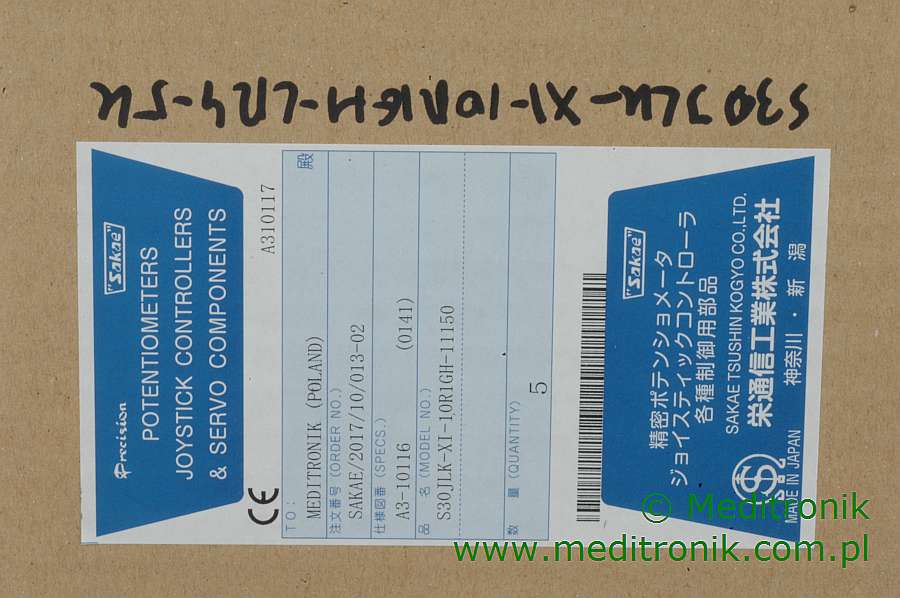 S30JLK-XI-10R1GH-LPRY-5K
"Sakae"
Precision
POTENTIOMETERS
JOYSTICK CONTROLLERS
& SERVO COMPONENTS
A310117
CE
TO: 殿
MEDITRONIK (POLAND)
注文番号 (ORDER NO.)
SAKAE/2017/10/013-02
仕様図番 (SPECS.)
A3-10116 (0141)
品 名 (MODEL NO.)
S30JLK-XI-10R1GH-11150
数 量 (QUANTITY)
5
"Sakae"
精密ポテンショメータ
ジョイスティックコントローラ
各種制御用部品
SAKAE TSUSHIN KOGYO CO.,LTD.
栄通信工業株式会社
MADE IN JAPAN 神奈川・新 潟
© Meditronik
www.meditronik.com.pl